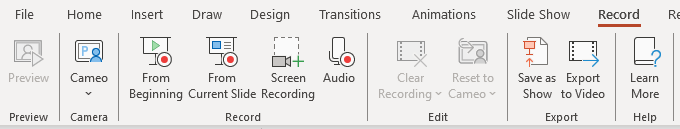 File Home Insert Draw Design Transitions Animations Slide Show Record Re
Preview Cameo From Beginning From Current Slide Screen Recording Audio Clear Recording Reset to Cameo Save as Show Export to Video Learn More
Preview Camera Record Edit Export Help